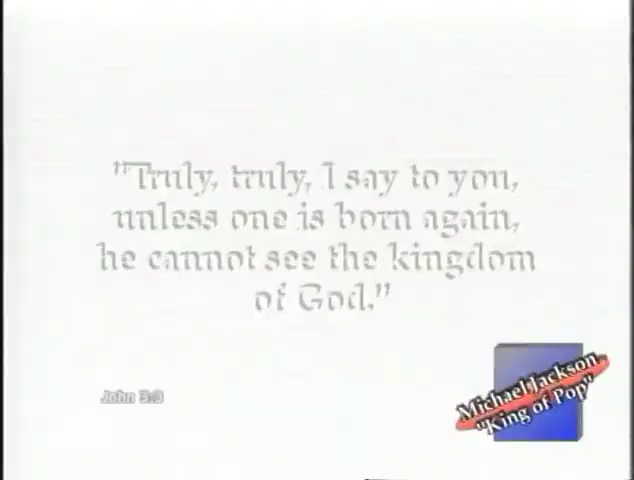 "Truly, truly, I say to you,
unless one is born again,
he cannot see the kingdom
of God."
John 3:3
Michael Jackson
"King of Pop"